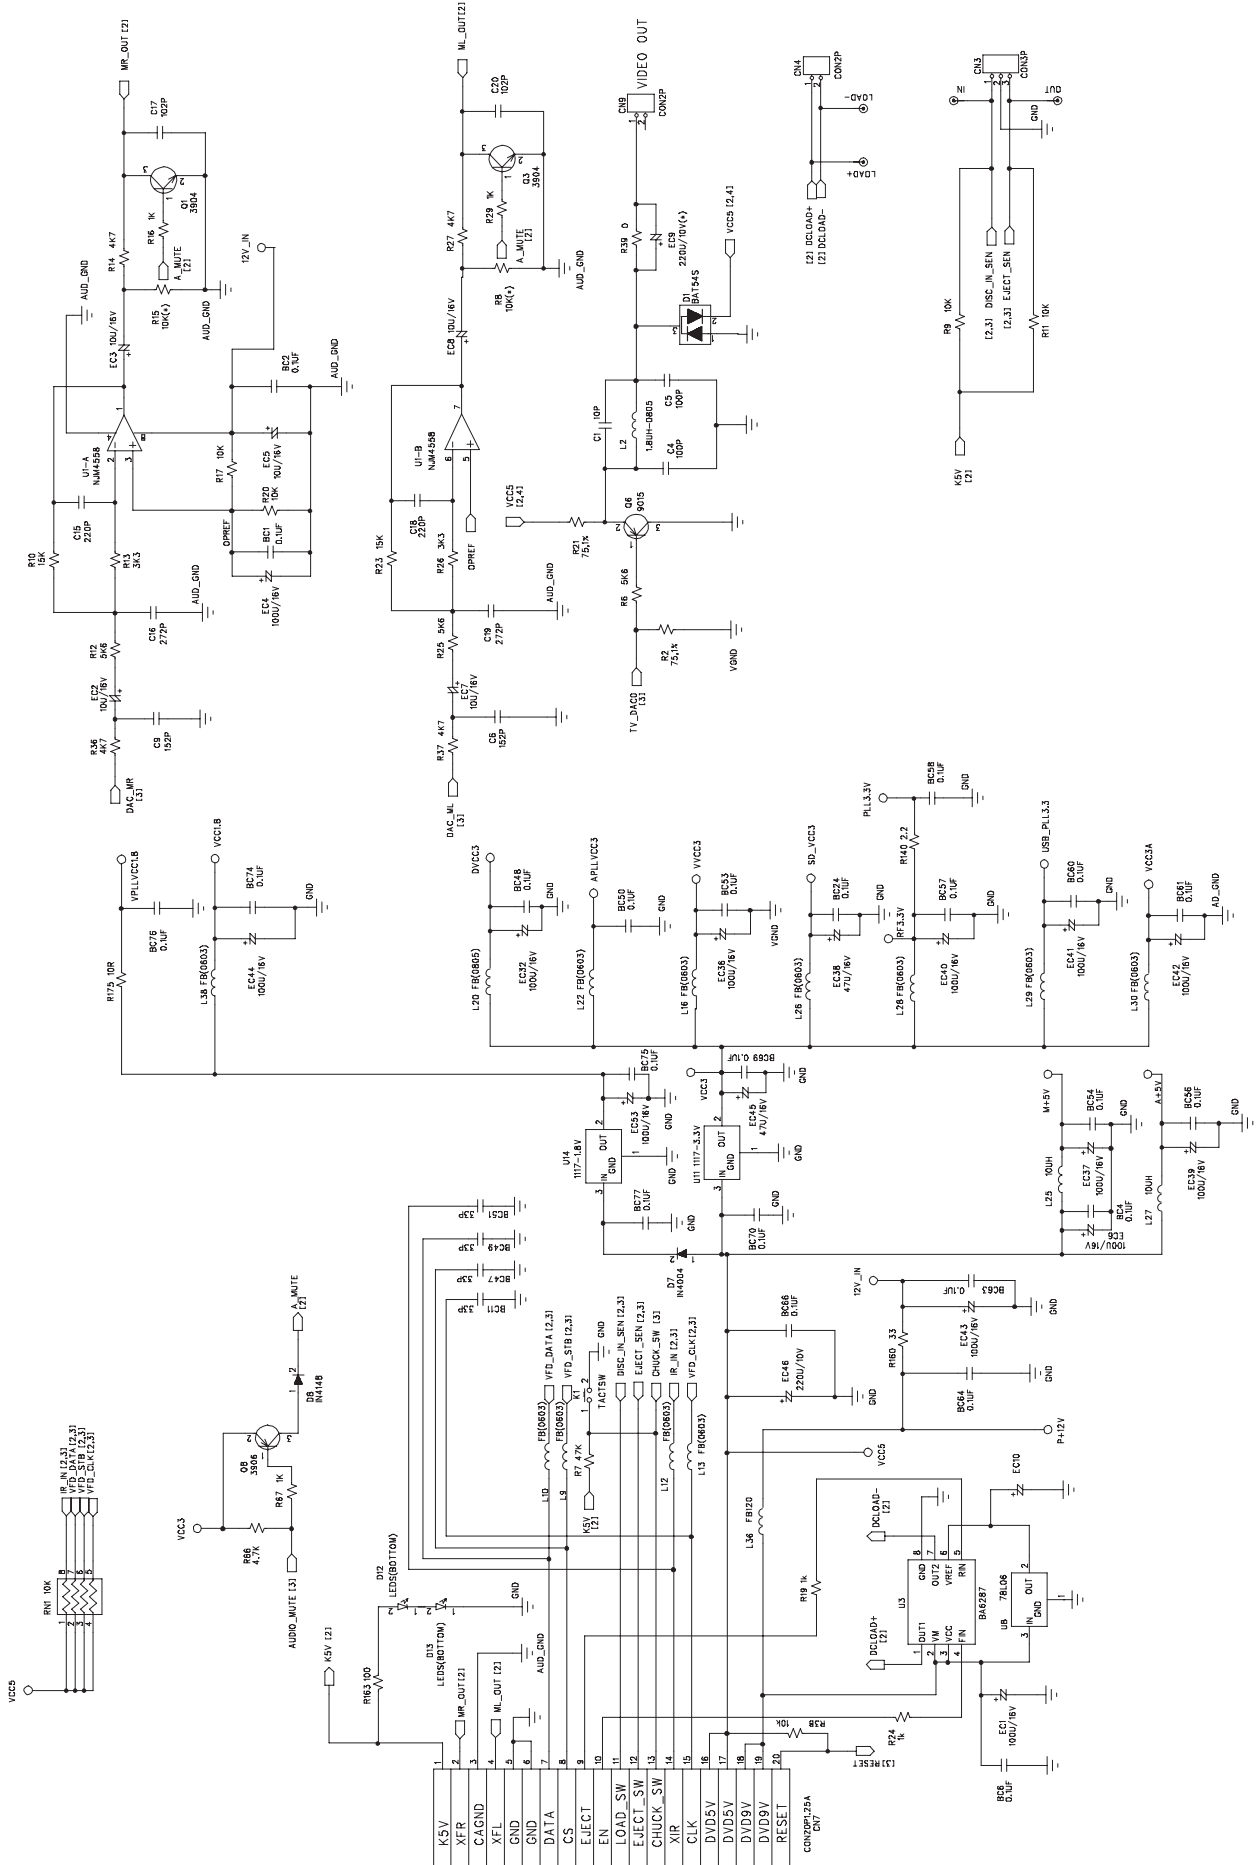 MR_OUT [2]
C17
102P
Q1
3904
R16 1K
A_MUTE
[2]
R14 4K7
R15
10K(*)
AUD_GND
AUD_GND
12V_IN
EC3 10U/16V
BC2
0.1UF
AUD_GND
U1-A
NJM4558
R17 10K
EC5
10U/16V
R20
10K
OPREF
BC1
0.1UF
EC4
100U/16V
C15
220P
R10
15K
R13
3K3
AUD_GND
C16
272P
R12
5K6
EC2
10U/16V
R36
4K7
C9
152P
DAC_MR
[3]
ML_OUT[2]
C20
102P
Q3
3904
R29 1K
A_MUTE
[2]
R27 4K7
R8
10K(*)
AUD_GND
EC8 10U/16V
U1-B
NJM4558
C18
220P
R23 15K
R26 3K3
OPREF
AUD_GND
C19
272P
R25 5K6
EC7
10U/16V
R37 4K7
C6
152P
DAC_ML
[3]
VIDEO OUT
CN9
CON2P
R39 0
EC9
220U/10V(*)
VCC5 [2,4]
D1
BAT54S
C1 10P
L2
1.8UH-0805
C5
100P
C4
100P
VCC5
[2,4]
R21
75,1%
Q6
9015
R6 5K6
R2
75,1%
VGND
TV_DACD
[3]
CN4
CON2P
LOAD-
LOAD+
[2] DCLOAD+
[2] DCLOAD-
CN3
CON3P
IN
OUT
GND
R9 10K
[2,3] DISC_IN_SEN
[2,3] EJECT_SEN
R11 10K
K5V
[2]
VPLLVCC1.8
BC76
0.1UF
R175 10R
VCC1.8
BC74
0.1UF
GND
L38 FB(0603)
EC44
100U/16V
DVCC3
BC48
0.1UF
GND
L20 FB(0805)
EC32
100U/16V
APLLVCC3
BC50
0.1UF
GND
L22 FB(0603)
VVCC3
BC53
0.1UF
VGND
L16 FB(0603)
EC36
100U/16V
SD_VCC3
BC24
0.1UF
GND
L26 FB(0603)
EC38
47U/16V
PLL3.3V
BC58
0.1UF
GND
R140 2.2
RF3.3V
BC57
0.1UF
GND
L28 FB(0603)
EC40
100U/16V
USB_PLL3.3
BC60
0.1UF
GND
L29 FB(0603)
EC41
100U/16V
VCC3A
BC61
0.1UF
AD_GND
L30 FB(0603)
EC42
100U/16V
U14
1117-1.8V
IN
OUT
GND
EC53
100U/16V
BC75
0.1UF
GND
GND
BC77
0.1UF
GND
VCC3
U11 1117-3.3V
IN
OUT
GND
EC45
47U/16V
BC69 0.1UF
GND
GND
BC70
0.1UF
GND
D7
IN4004
M+5V
BC54
0.1UF
GND
L25 10UH
EC37
100U/16V
BC4
0.1UF
EC6
100U/16V
A+5V
BC56
0.1UF
GND
L27 10UH
EC39
100U/16V
BC51
33P
BC49
33P
BC47
33P
BC11
33P
VFD_DATA [2,3]
VFD_STB [2,3]
GND
K1
TACTSW
DISC_IN_SEN [2,3]
EJECT_SEN [2,3]
CHUCK_SW [3]
IR_IN [2,3]
VFD_CLK[2,3]
L10 FB(0603)
L9 FB(0603)
R7 47K
K5V
[2]
L12 FB(0603)
L13 FB(0603)
BC66
0.1UF
EC46
220U/10V
GND
12V_IN
BC63
0.1UF
EC43
100U/16V
GND
R160 33
BC64
0.1UF
GND
P+12V
VCC5
L36 FB120
A_MUTE
[2]
D8
IN4148
Q8
3906
R67 1K
R66
4.7K
VCC3
AUDIO_MUTE [3]
IR_IN [2,3]
VFD_DATA[2,3]
VFD_STB [2,3]
VFD_CLK[2,3]
RN1 10K
VCC5
K5V [2]
R163 100
D12
LEDS(BOTTOM)
D13
LEDS(BOTTOM)
GND
MR_OUT[2]
ML_OUT [2]
AUD_GND
R19 1k
DCLOAD-
[2]
DCLOAD+
[2]
U3
BA6287
GND
OUT2
VREF
RIN
OUT1
VM
VCC
FIN
U8
78L06
IN
OUT
GND
EC10
EC1
100U/16V
BC6
0.1UF
R24
1k
R38
10k
[3]RESET
1 K5V
2 XFR
3 CAGND
4 XFL
5 GND
6 GND
7 DATA
8 CS
9 EJECT
10 EN
11 LOAD_SW
12 EJECT_SW
13 CHUCK_SW
14 XIR
15 CLK
16 DVD5V
17 DVD5V
18 DVD9V
19 DVD9V
20 RESET
CON20P1.25A
CN7